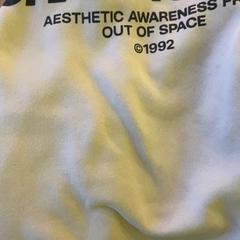 AESTHETIC AWARENESS
OUT OF SPACE
©1992